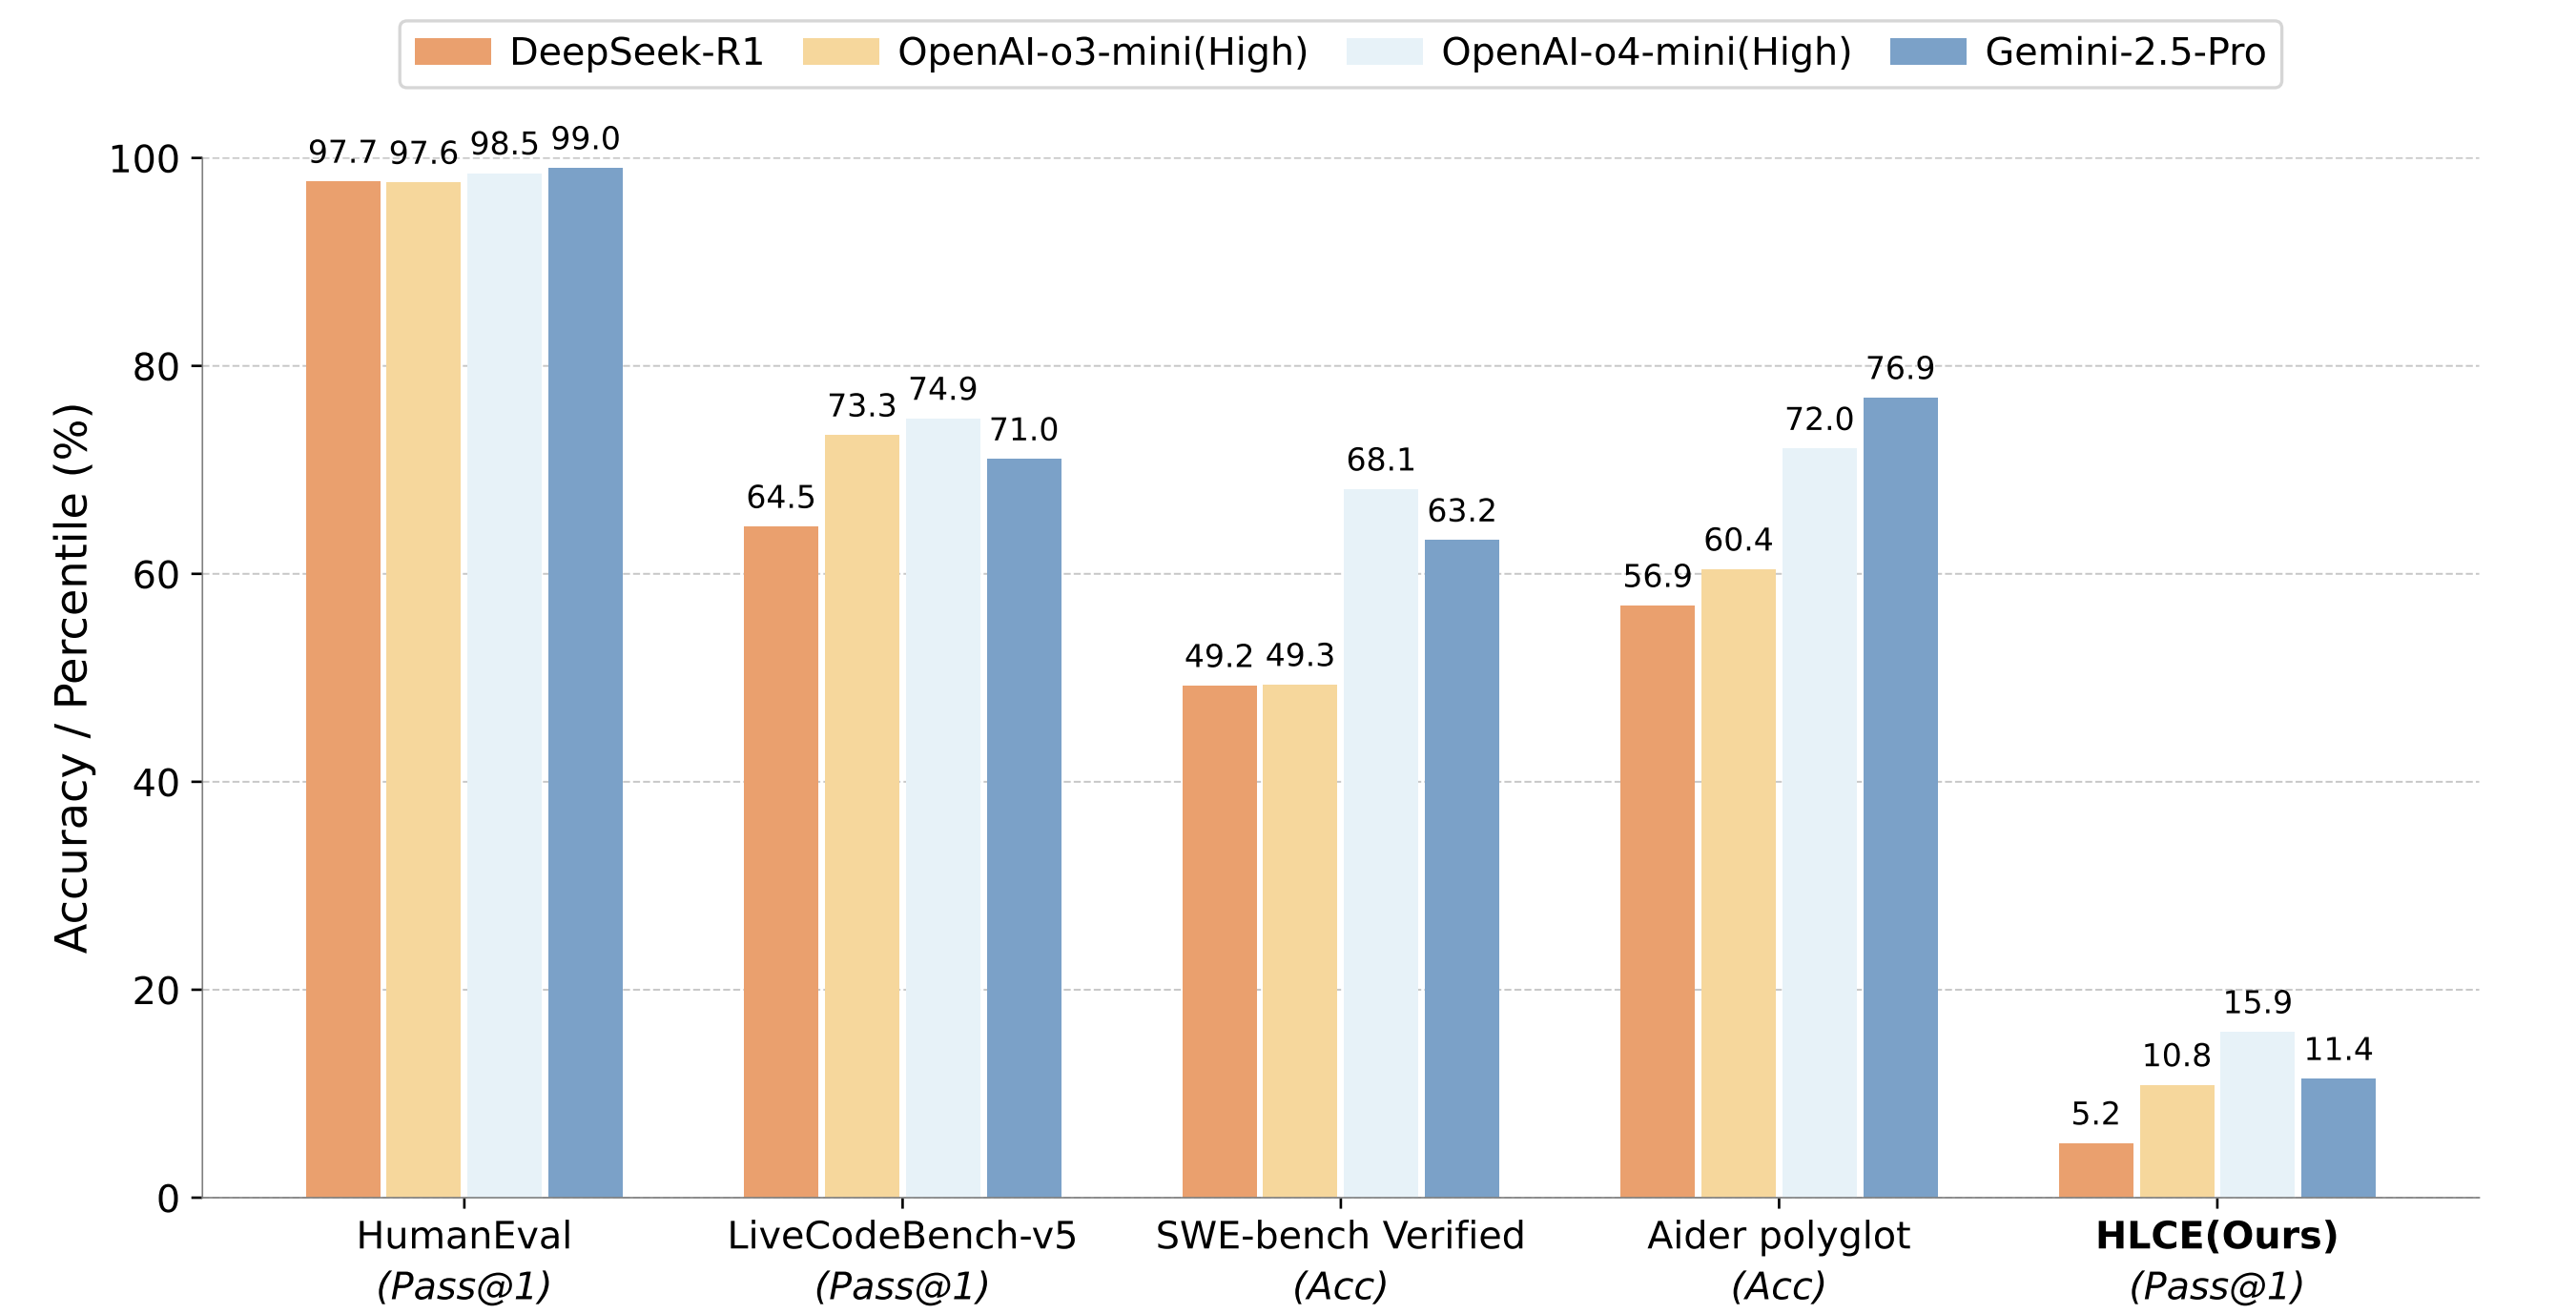 DeepSeek-R1 OpenAI-o3-mini(High) OpenAI-o4-mini(High) Gemini-2.5-Pro
Accuracy / Percentile (%)
100
80
60
40
20
0
97.7 97.6 98.5 99.0
64.5 73.3 74.9 71.0
49.2 49.3 68.1 63.2
56.9 60.4 72.0 76.9
5.2 10.8 15.9 11.4
HumanEval
(Pass@1)
LiveCodeBench-v5
(Pass@1)
SWE-bench Verified
(Acc)
Aider polyglot
(Acc)
HLCE(Ours)
(Pass@1)